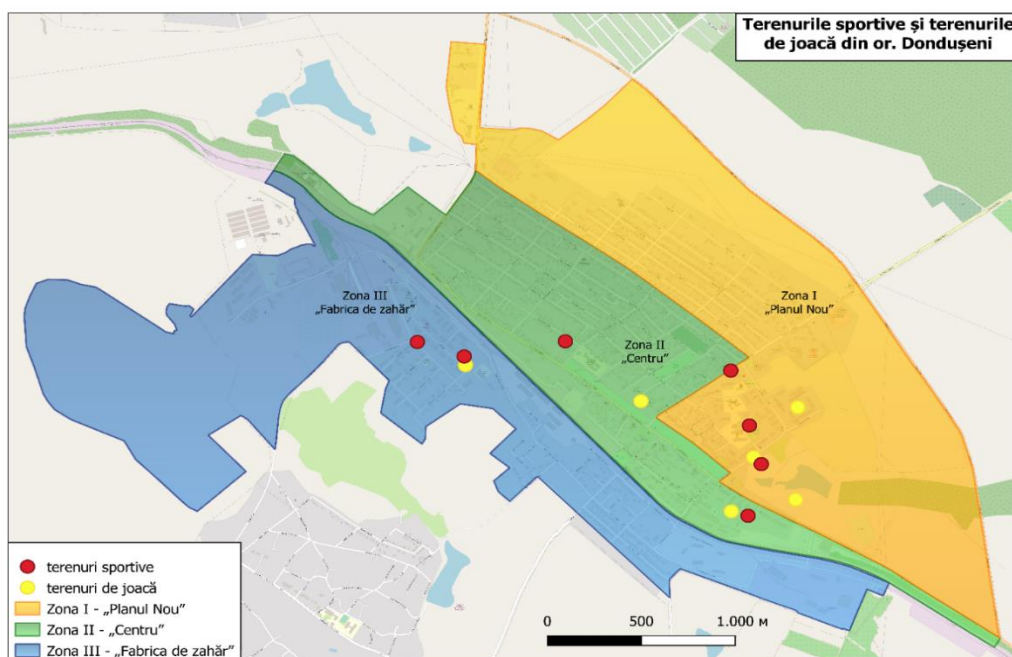 Terenurile sportive și terenurile
de joacă din or. Dondușeni
Zona III
„Fabrica de zahăr”
Zona I
„Planul Nou”
Zona II
„Centru”
terenuri sportive
terenuri de joacă
Zona I - „Planul Nou”
Zona II - „Centru”
Zona III - „Fabrica de zahăr”
0 500 1.000 м